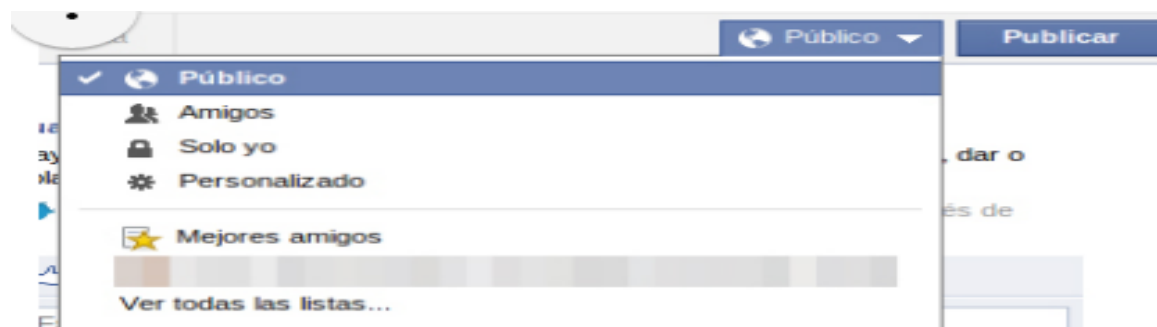 Público Publicar
Público
Amigos
Solo yo
Personalizado
, dar o
és de
Mejores amigos
Ver todas las listas...